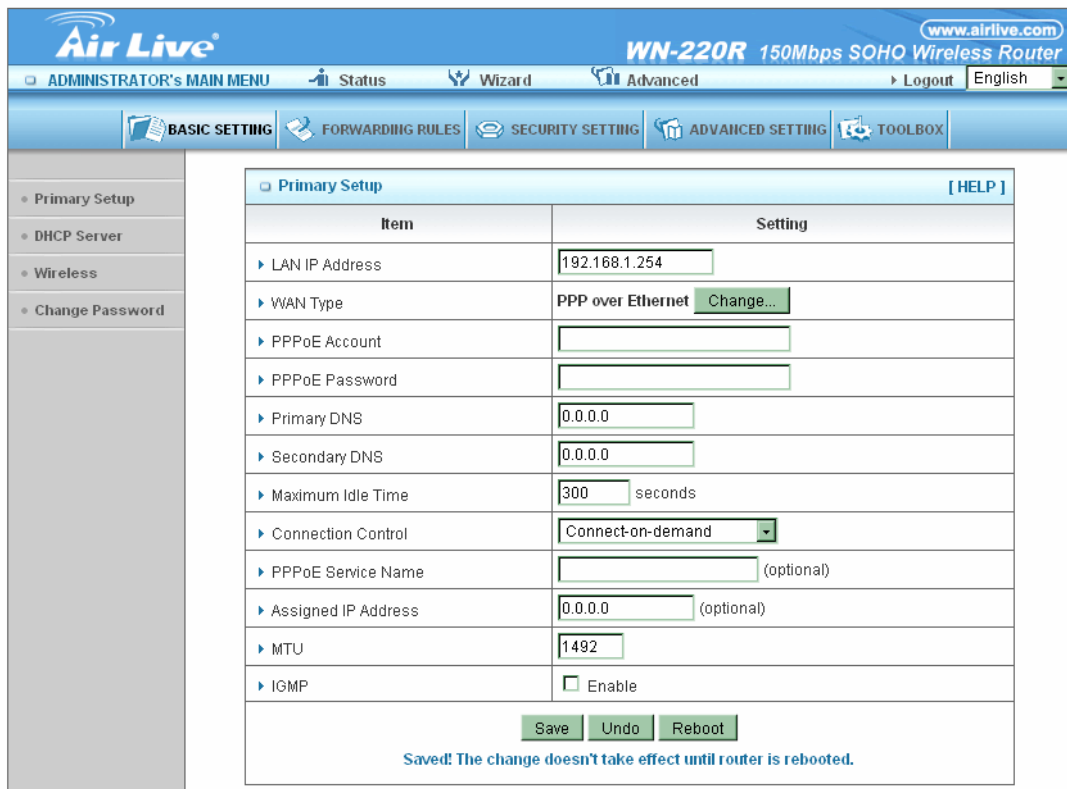 Air Live®
www.airlive.com
WN-220R 150Mbps SOHO Wireless Router
ADMINISTRATOR's MAIN MENU Status Wizard Advanced Logout English
BASIC SETTING FORWARDING RULES SECURITY SETTING ADVANCED SETTING TOOLBOX
Primary Setup
DHCP Server
Wireless
Change Password
Primary Setup [ HELP ]
Item Setting
LAN IP Address 192.168.1.254
WAN Type PPP over Ethernet Change...
PPPoE Account
PPPoE Password
Primary DNS 0.0.0.0
Secondary DNS 0.0.0.0
Maximum Idle Time 300 seconds
Connection Control Connect-on-demand
PPPoE Service Name (optional)
Assigned IP Address 0.0.0.0 (optional)
MTU 1492
IGMP Enable
Save Undo Reboot
Saved! The change doesn't take effect until router is rebooted.